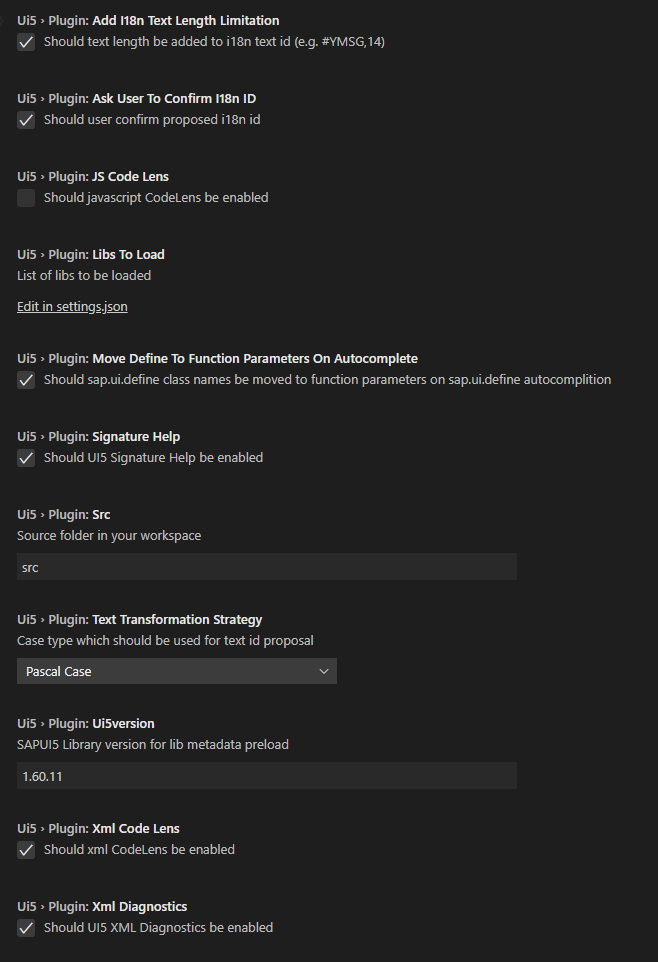 Ui5 › Plugin: Add I18n Text Length Limitation
Should text length be added to i18n text id (e.g. #YMSG,14)
Ui5 › Plugin: Ask User To Confirm I18n ID
Should user confirm proposed i18n id
Ui5 › Plugin: JS Code Lens
Should javascript CodeLens be enabled
Ui5 › Plugin: Libs To Load
List of libs to be loaded
Edit in settings.json
Ui5 › Plugin: Move Define To Function Parameters On Autocomplete
Should sap.ui.define class names be moved to function parameters on sap.ui.define autocomplition
Ui5 › Plugin: Signature Help
Should UI5 Signature Help be enabled
Ui5 › Plugin: Src
Source folder in your workspace
src
Ui5 › Plugin: Text Transformation Strategy
Case type which should be used for text id proposal
Pascal Case
Ui5 › Plugin: Ui5version
SAPUI5 Library version for lib metadata preload
1.60.11
Ui5 › Plugin: Xml Code Lens
Should xml CodeLens be enabled
Ui5 › Plugin: Xml Diagnostics
Should UI5 XML Diagnostics be enabled